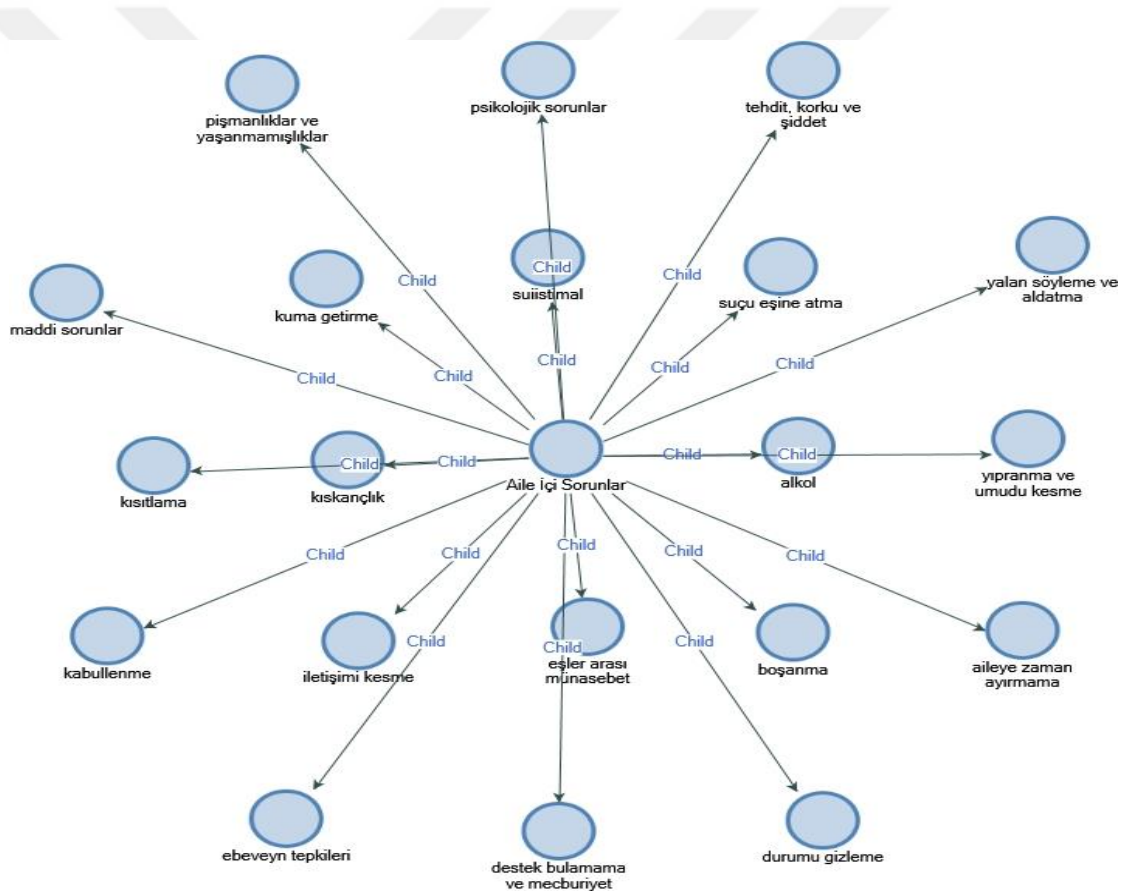 psikolojik sorunlar
tehdit, korku ve
şiddet
pişmanlıklar ve
yaşanmamışlıklar
Child
Child
Child
suiistimal
kuma getirme
suçu eşine atma
yalan söyleme ve
aldatma
maddi sorunlar
Child
Child
Child
Child
Child
Child
Child
Child
Child
kısıtlama
kıskançlık
Aile İçi Sorunlar
alkol
yıpranma ve
umudu kesme
Child
Child
Child
Child
Child
Child
Child
Child
kabullenme
iletişimi kesme
eşler arası
münasebet
boşanma
aileye zaman
ayırmama
ebeveyn tepkileri
destek bulamama
ve mecburiyet
durumu gizleme